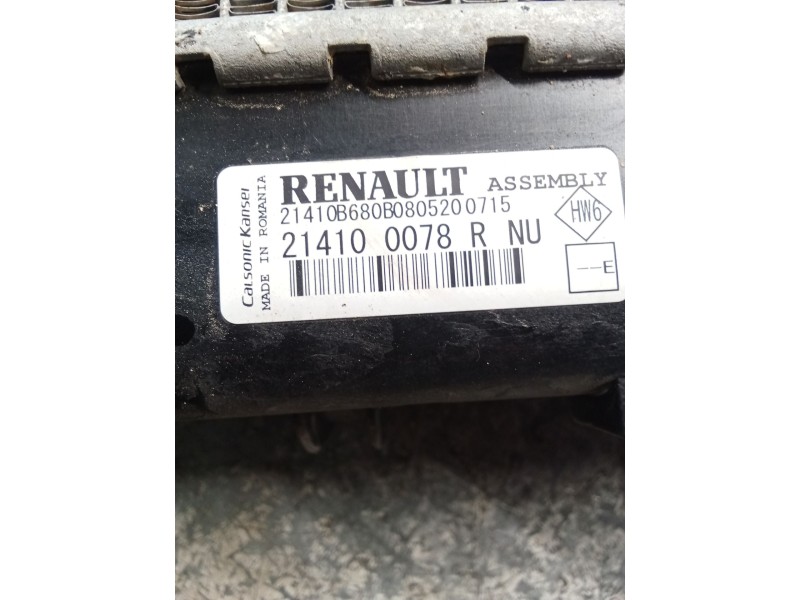 RENAULT ASSEMBLY
21410B680B0805200715
21410 0078 R NU
HW6
--E
Calsonic Kansei
MADE IN ROMANIA